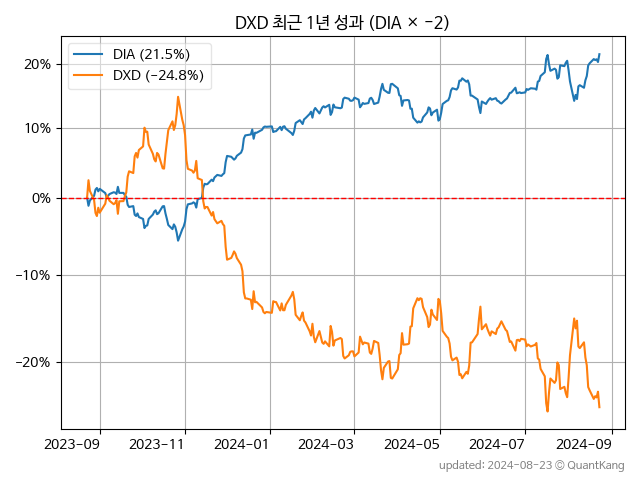 DXD 최근 1년 성과 (DIA × −2)
DIA (21.5%)
DXD (−24.8%)
20%
10%
0%
−10%
−20%
2023-09 2023-11 2024-01 2024-03 2024-05 2024-07 2024-09
updated: 2024-08-23 © QuantKang